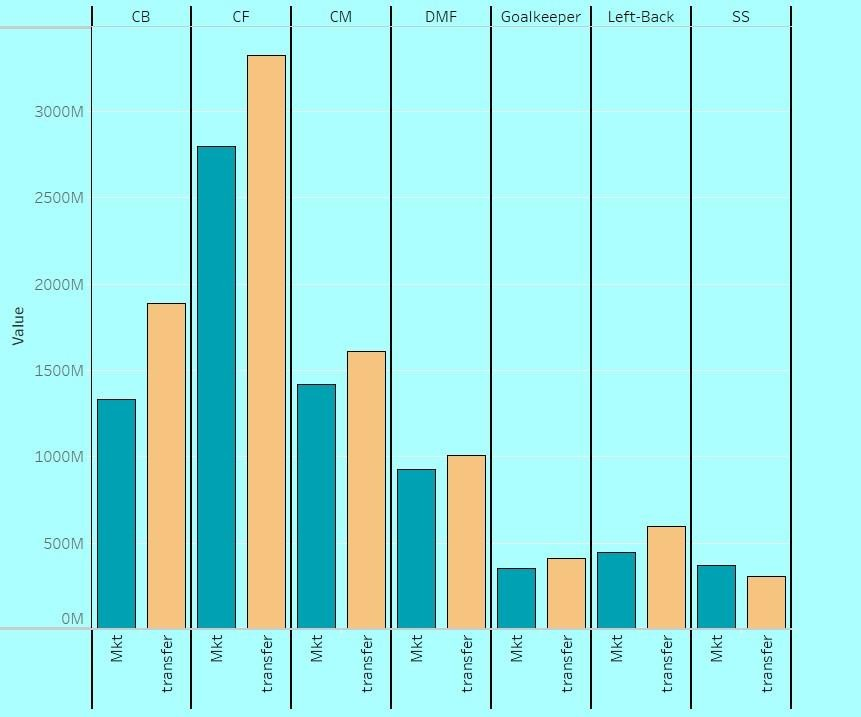 CB CF CM DMF Goalkeeper Left-Back SS
3000M
2500M
2000M
Value
1500M
1000M
500M
0M
Mkt transfer Mkt transfer Mkt transfer Mkt transfer Mkt transfer Mkt transfer Mkt transfer